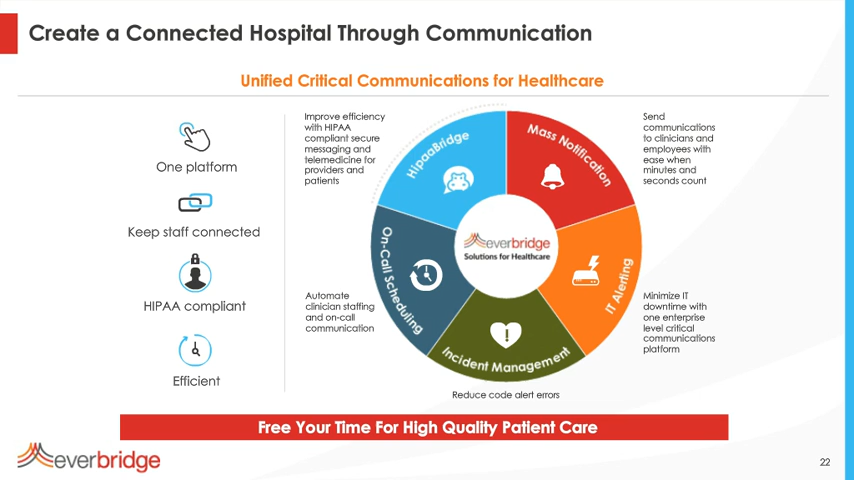 Create a Connected Hospital Through Communication
Unified Critical Communications for Healthcare
One platform
Keep staff connected
HIPAA compliant
Efficient
Improve efficiency
with HIPAA
compliant secure
messaging and
telemedicine for
providers and
patients
Send
communications
to clinicians and
employees with
ease when
minutes and
seconds count
HipaaBridge
Mass Notification
everbridge
Solutions for Healthcare
On-Call Scheduling
IT Alerting
Incident Management
Automate
clinician staffing
and on-call
communication
Minimize IT
downtime with
one enterprise
level critical
communications
platform
Reduce code alert errors
Free Your Time For High Quality Patient Care
everbridge
22